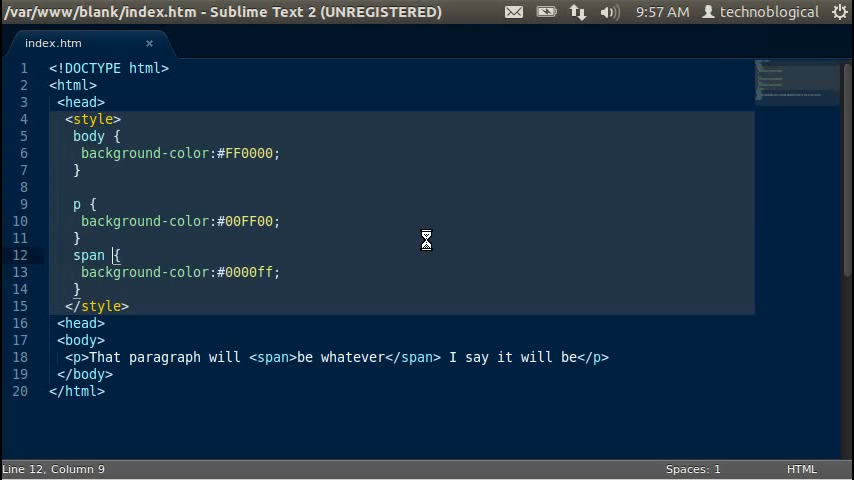 /var/www/blank/index.htm - Sublime Text 2 (UNREGISTERED) 9:57 AM technoblogical
index.htm ×
1 <!DOCTYPE html>
2 <html>
3 <head>
4 <style>
5 body {
6 background-color:#FF0000;
7 }
8
9 p {
10 background-color:#00FF00;
11 }
12 span {
13 background-color:#0000ff;
14 }
15 </style>
16 <head>
17 <body>
18 <p>That paragraph will <span>be whatever</span> I say it will be</p>
19 </body>
20 </html>
Line 12, Column 9 Spaces: 1 HTML